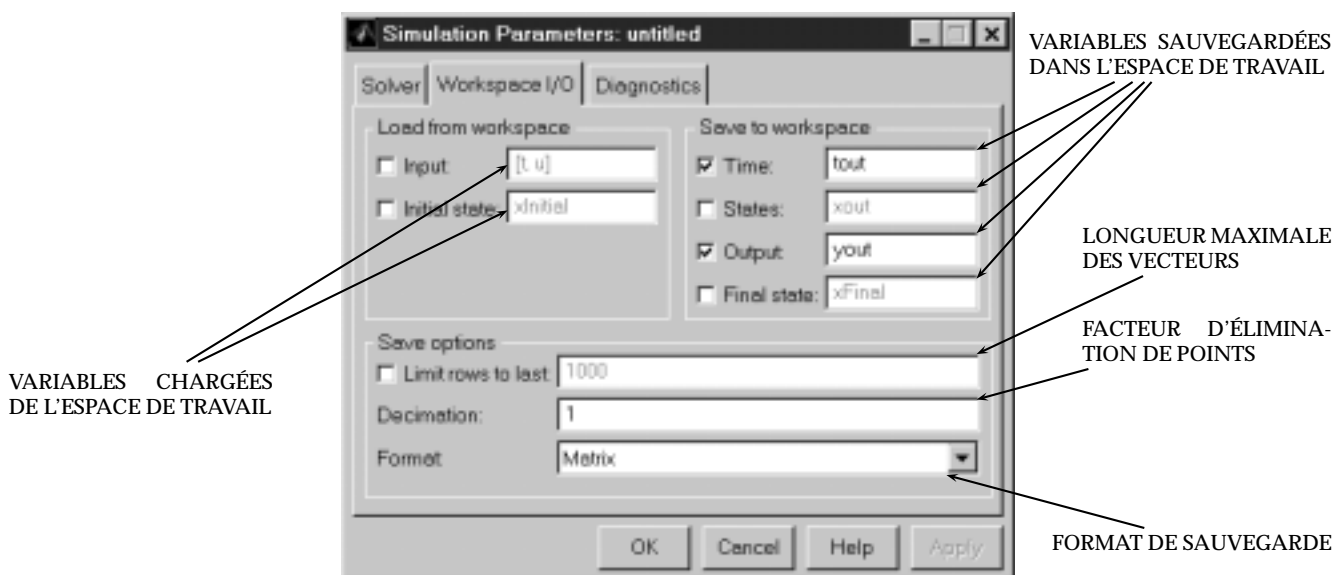 Simulation Parameters: untitled
VARIABLES SAUVEGARDÉES
DANS L'ESPACE DE TRAVAIL
Solver Workspace I/O Diagnostics
Load from workspace
Input: [t, u]
Initial state: xInitial
Save to workspace
Time: tout
States: xout
Output: yout
Final state: xFinal
LONGUEUR MAXIMALE
DES VECTEURS
FACTEUR D'ÉLIMINA-
TION DE POINTS
VARIABLES CHARGÉES
DE L'ESPACE DE TRAVAIL
Save options
Limit rows to last: 1000
Decimation: 1
Format: Matrix
OK Cancel Help Apply
FORMAT DE SAUVEGARDE